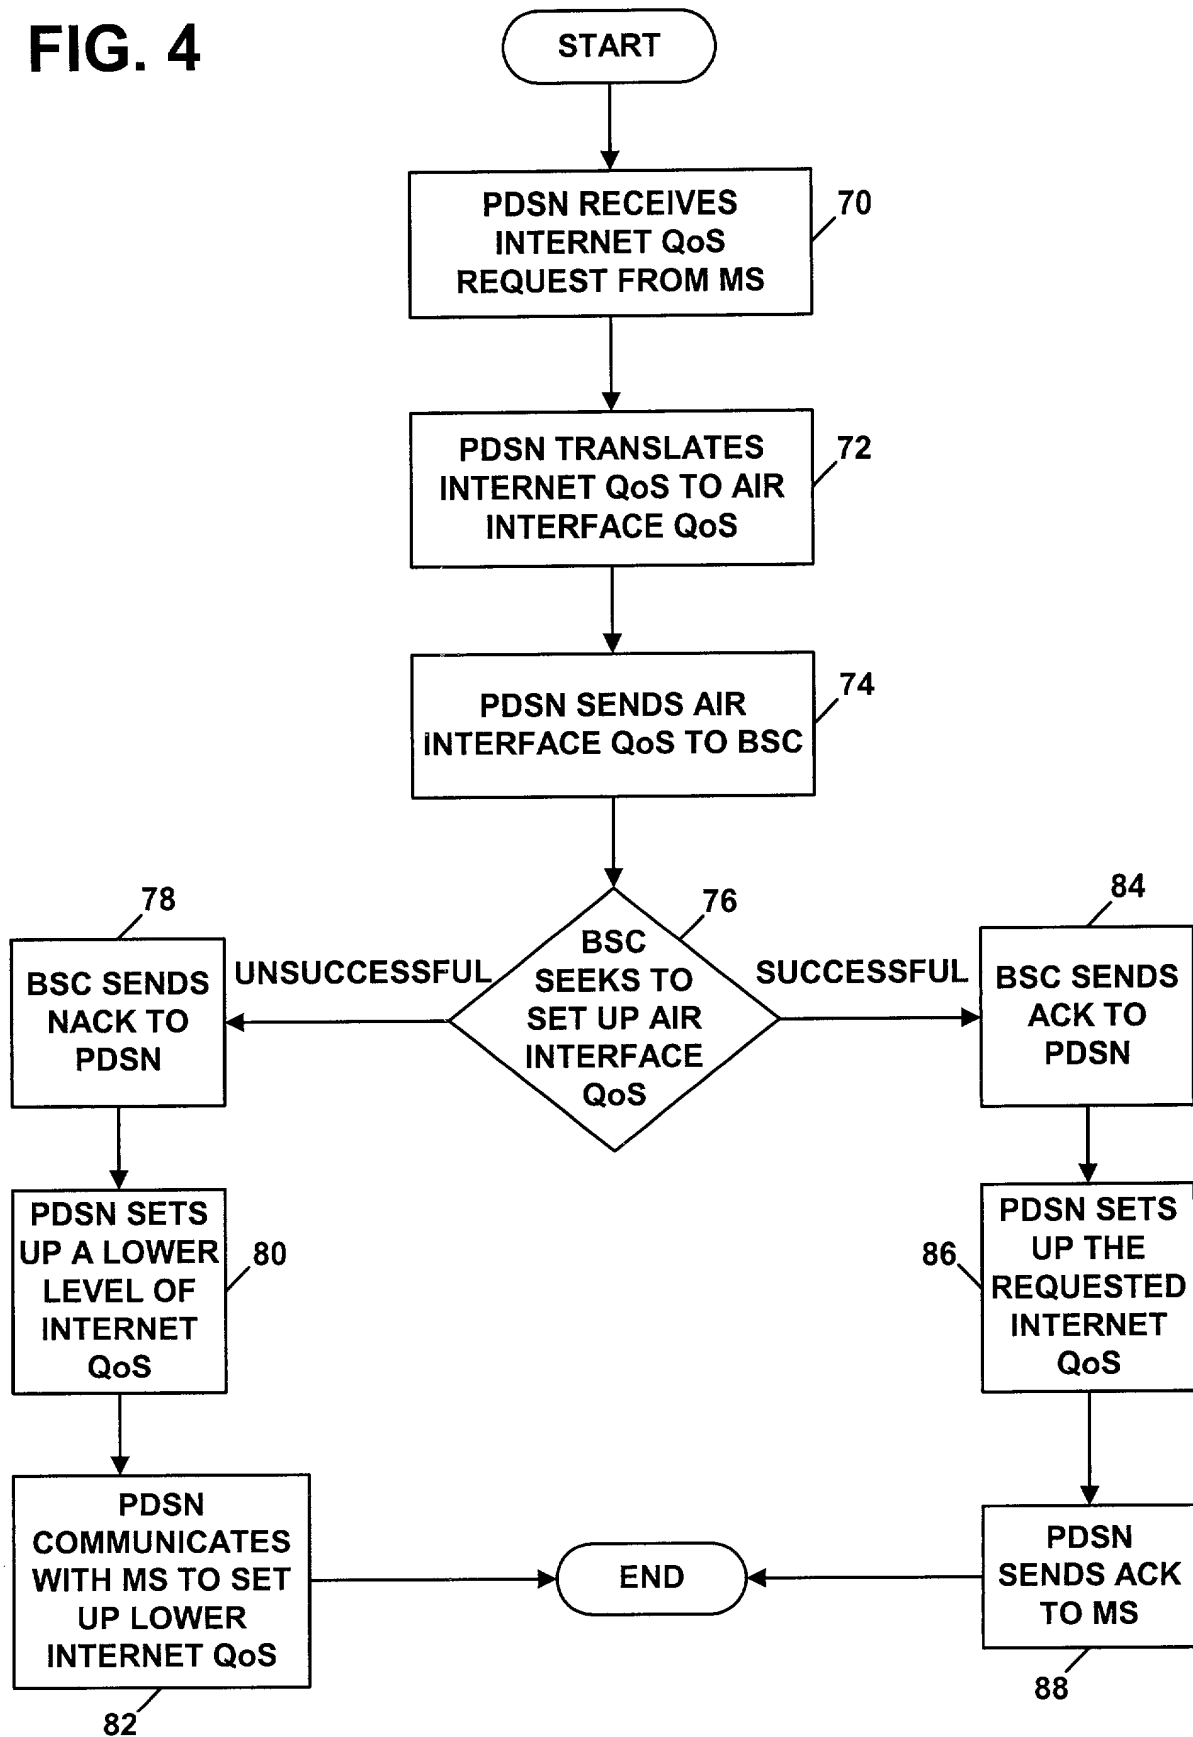 FIG. 4
START
PDSN RECEIVES
INTERNET QoS
REQUEST FROM MS
70
PDSN TRANSLATES
INTERNET QoS TO AIR
INTERFACE QoS
72
PDSN SENDS AIR
INTERFACE QoS TO BSC
74
BSC
SEEKS TO
SET UP AIR
INTERFACE
QoS
76
UNSUCCESSFUL
SUCCESSFUL
78
BSC SENDS
NACK TO
PDSN
PDSN SETS
UP A LOWER
LEVEL OF
INTERNET
QoS
80
PDSN
COMMUNICATES
WITH MS TO SET
UP LOWER
INTERNET QoS
82
84
BSC SENDS
ACK TO
PDSN
PDSN SETS
UP THE
REQUESTED
INTERNET
QoS
86
PDSN
SENDS ACK
TO MS
88
END